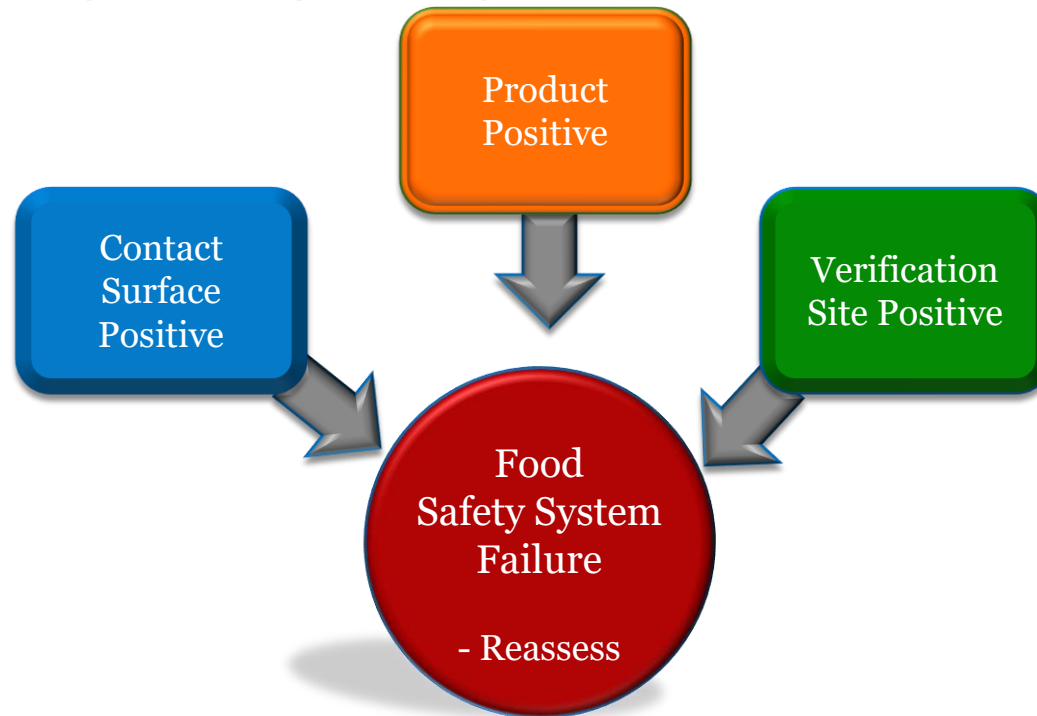 Product
Positive
Contact
Surface
Positive
Verification
Site Positive
Food
Safety System
Failure
- Reassess